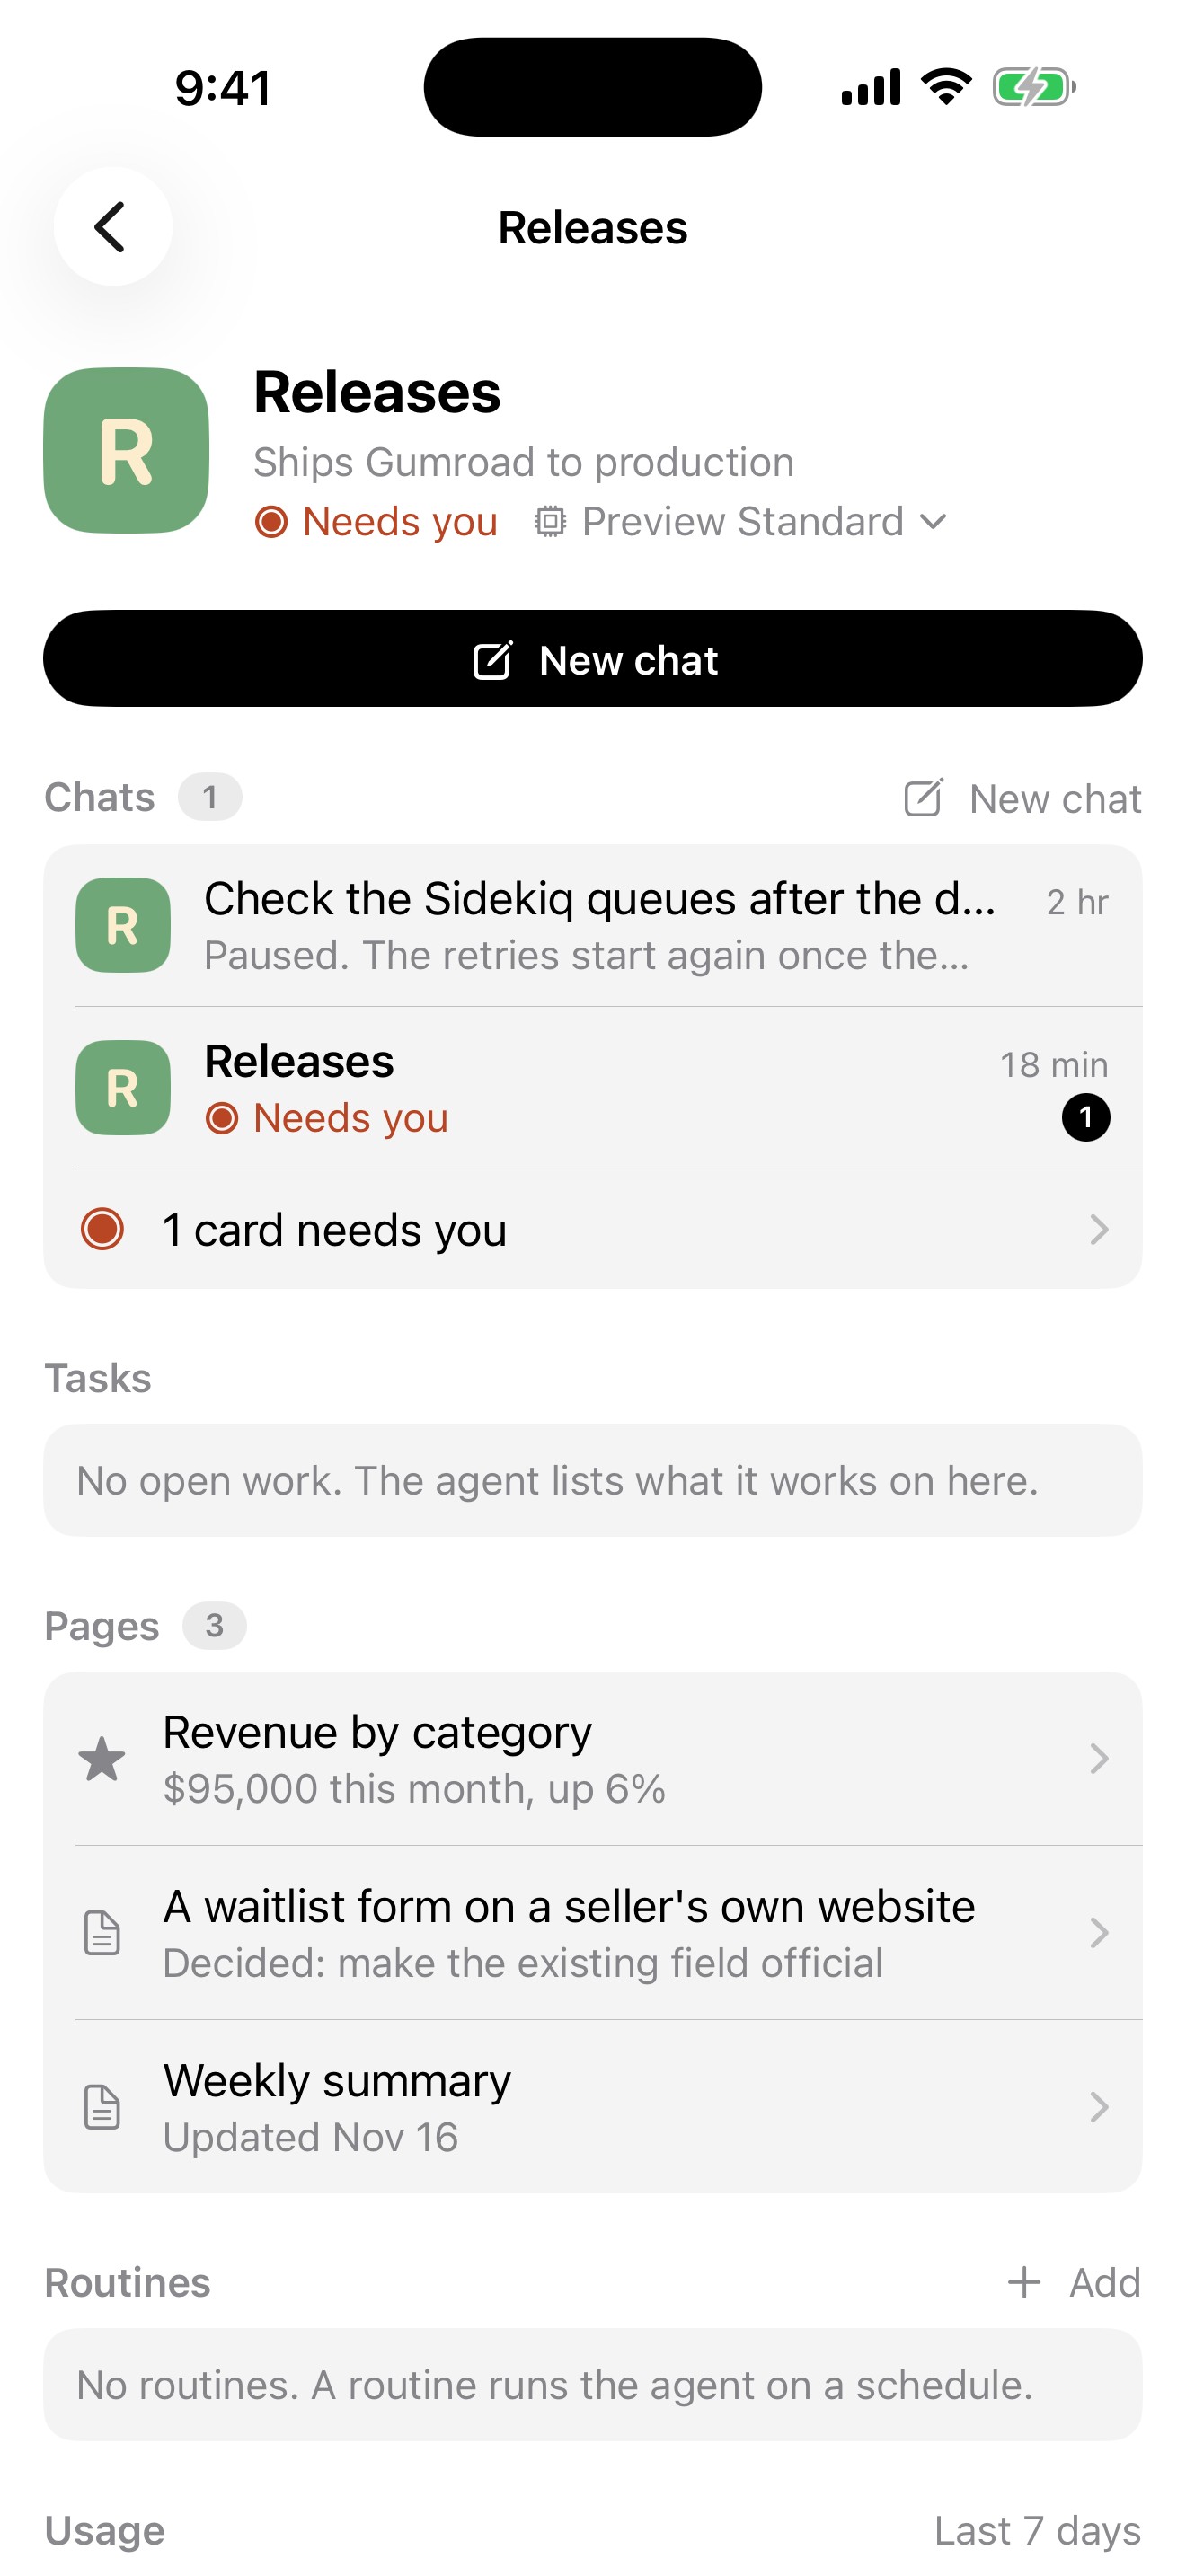 9:41
Releases
R
Releases
Ships Gumroad to production
Needs you
Preview Standard
New chat
Chats 1
New chat
R
Check the Sidekiq queues after the d...
2 hr
Paused. The retries start again once the...
R
Releases
18 min
Needs you
1
1 card needs you
Tasks
No open work. The agent lists what it works on here.
Pages 3
Revenue by category
$95,000 this month, up 6%
A waitlist form on a seller's own website
Decided: make the existing field official
Weekly summary
Updated Nov 16
Routines
+ Add
No routines. A routine runs the agent on a schedule.
Usage
Last 7 days